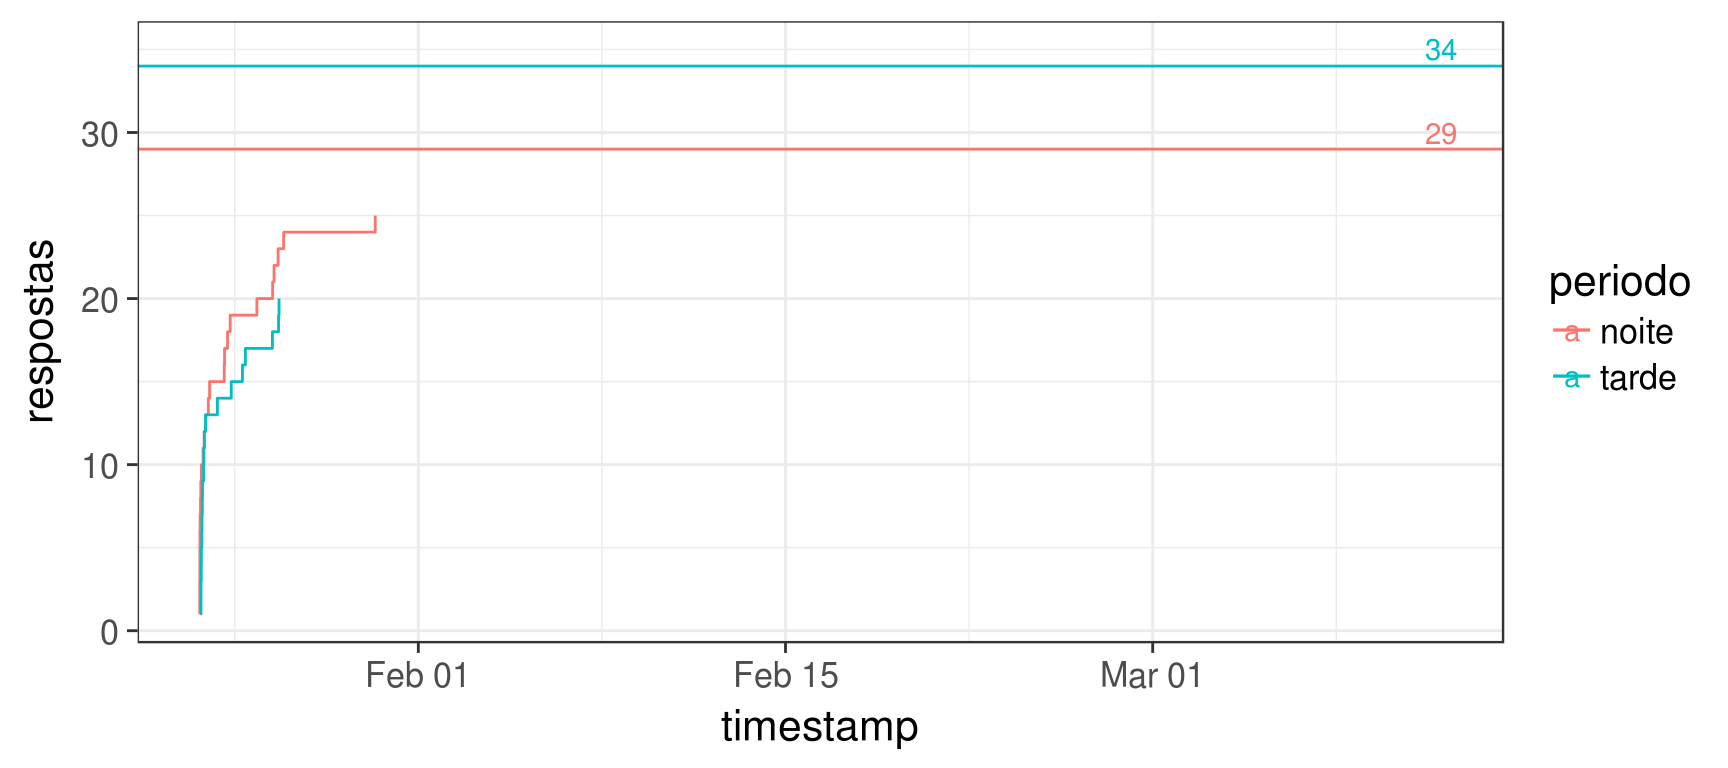 34
29
30
20
10
0
respostas
Feb 01
Feb 15
Mar 01
timestamp
periodo
a noite
a tarde